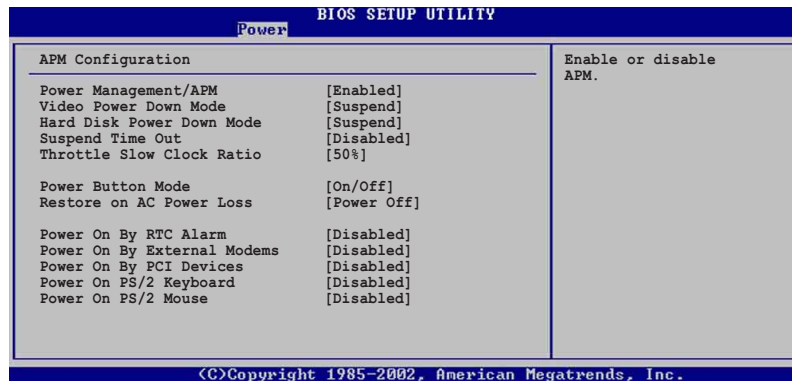 BIOS SETUP UTILITY
Power
APM Configuration
Power Management/APM [Enabled]
Video Power Down Mode [Suspend]
Hard Disk Power Down Mode [Suspend]
Suspend Time Out [Disabled]
Throttle Slow Clock Ratio [50%]
Power Button Mode [On/Off]
Restore on AC Power Loss [Power Off]
Power On By RTC Alarm [Disabled]
Power On By External Modems [Disabled]
Power On By PCI Devices [Disabled]
Power On PS/2 Keyboard [Disabled]
Power On PS/2 Mouse [Disabled]
Enable or disable
APM.
(C)Copyright 1985-2002, American Megatrends, Inc.